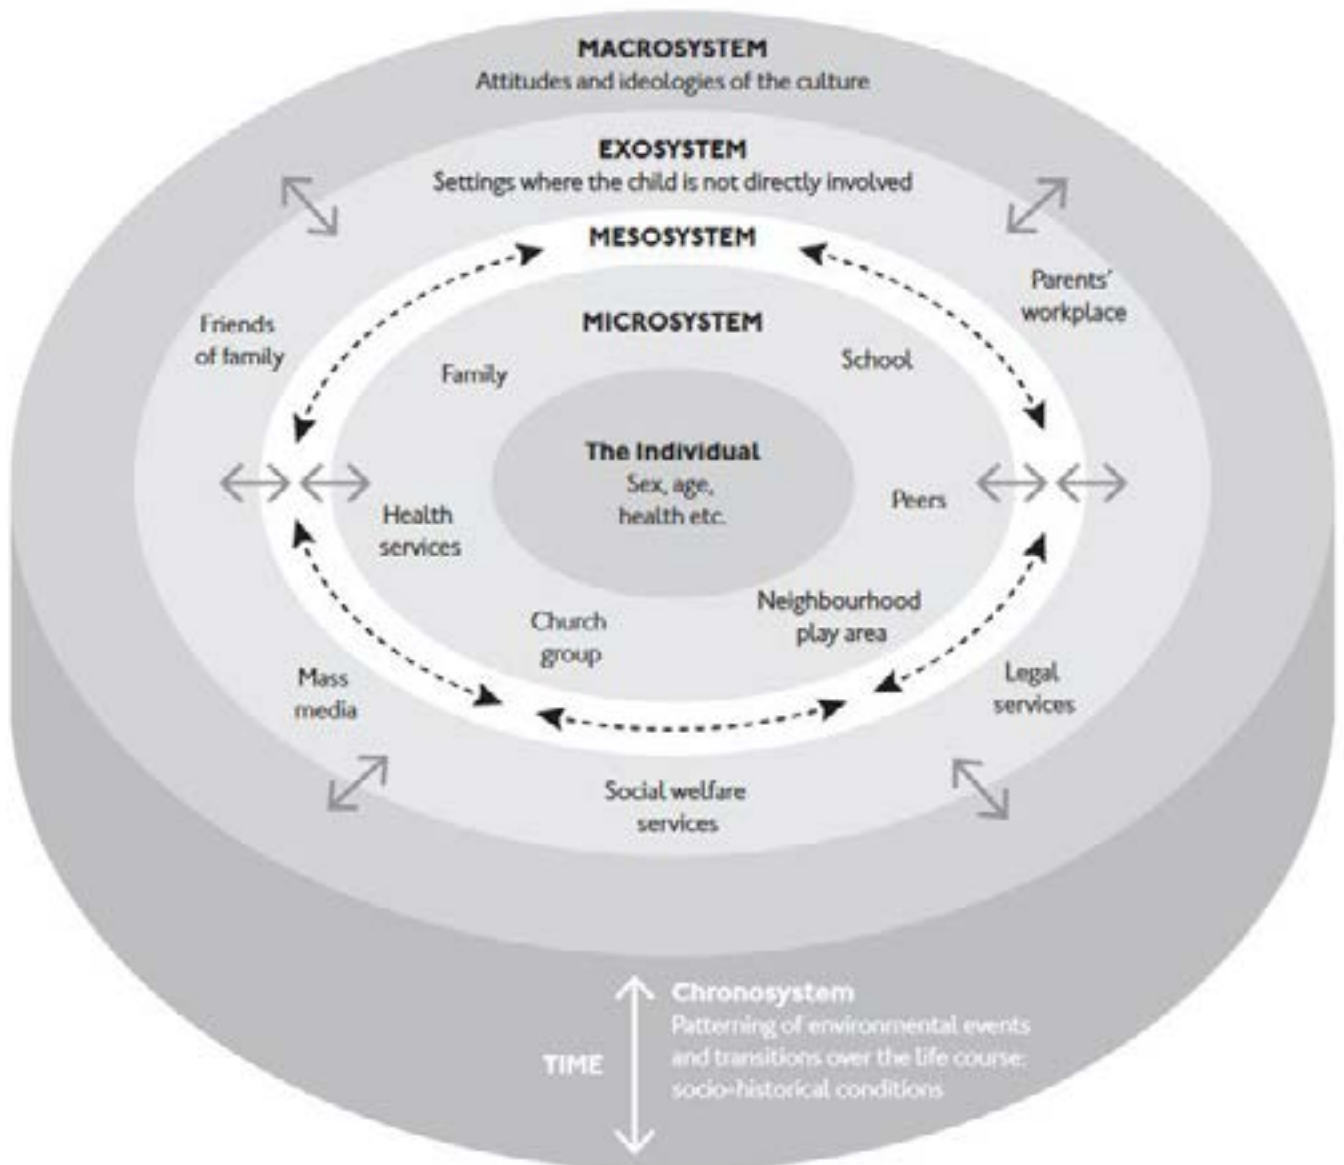 MACROSYSTEM
Attitudes and ideologies of the culture
EXOSYSTEM
Settings where the child is not directly involved
MESOSYSTEM
Parents'
workplace
Friends
of family
MICROSYSTEM
School
Family
The Individual
Sex, age,
health etc.
Peers
Health
services
Neighbourhood
play area
Church
group
Mass
media
Legal
services
Social welfare
services
TIME
Chronosystem
Patterning of environmental events
and transitions over the life course;
socio-historical conditions